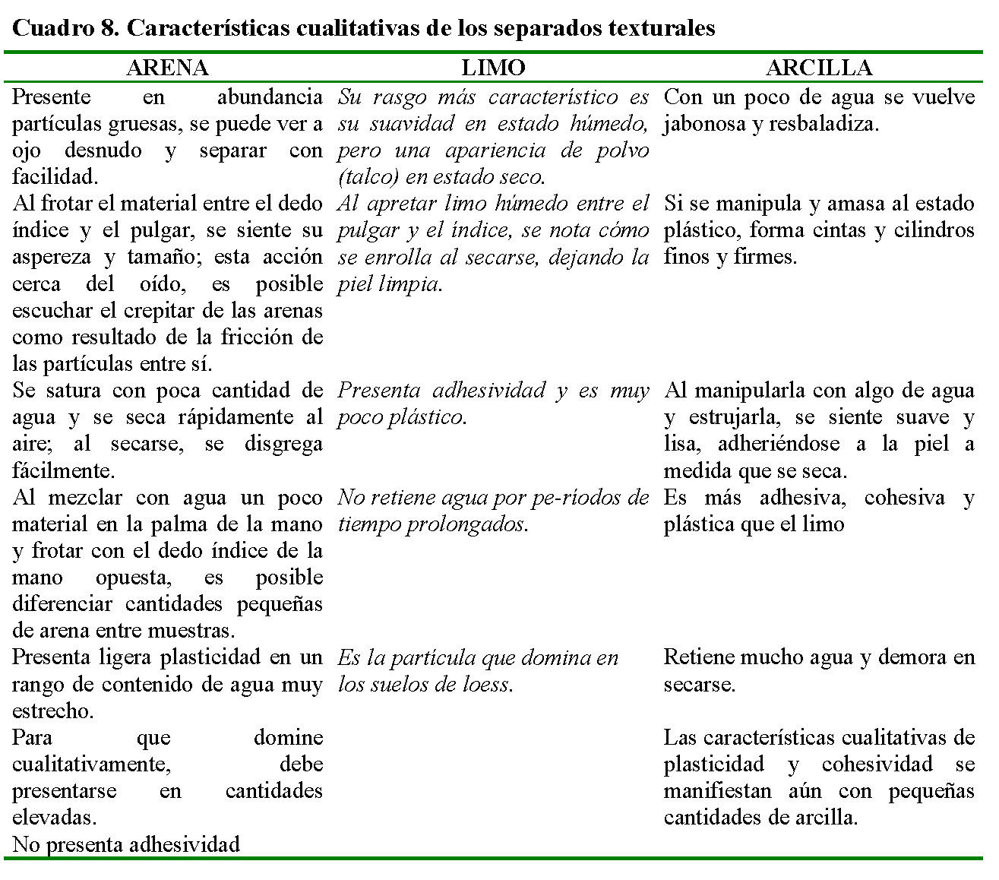 Cuadro 8. Características cualitativas de los separados texturales
ARENA
LIMO
ARCILLA
Presente en abundancia
partículas gruesas, se puede ver a
ojo desnudo y separar con
facilidad.
Su rasgo más característico es
su suavidad en estado húmedo,
pero una apariencia de polvo
(talco) en estado seco.
Con un poco de agua se vuelve
jabonosa y resbaladiza.
Al frotar el material entre el dedo
índice y el pulgar, se siente su
aspereza y tamaño; esta acción
cerca del oído, es posible
escuchar el crepitar de las arenas
como resultado de la fricción de
las partículas entre sí.
Al apretar limo húmedo entre el
pulgar y el índice, se nota cómo
se enrolla al secarse, dejando la
piel limpia.
Si se manipula y amasa al estado
plástico, forma cintas y cilindros
finos y firmes.
Se satura con poca cantidad de
agua y se seca rápidamente al
aire; al secarse, se disgrega
fácilmente.
Presenta adhesividad y es muy
poco plástico.
Al manipularla con algo de agua
y estrujarla, se siente suave y
lisa, adheriéndose a la piel a
medida que se seca.
Al mezclar con agua un poco
material en la palma de la mano
y frotar con el dedo índice de la
mano opuesta, es posible
diferenciar cantidades pequeñas
de arena entre muestras.
No retiene agua por pe-ríodos de
tiempo prolongados.
Es más adhesiva, cohesiva y
plástica que el limo
Presenta ligera plasticidad en un
rango de contenido de agua muy
estrecho.
Es la partícula que domina en
los suelos de loess.
Retiene mucho agua y demora en
secarse.
Para que domine
cualitativamente, debe
presentarse en cantidades
elevadas.
Las características cualitativas de
plasticidad y cohesividad se
manifiestan aún con pequeñas
cantidades de arcilla.
No presenta adhesividad